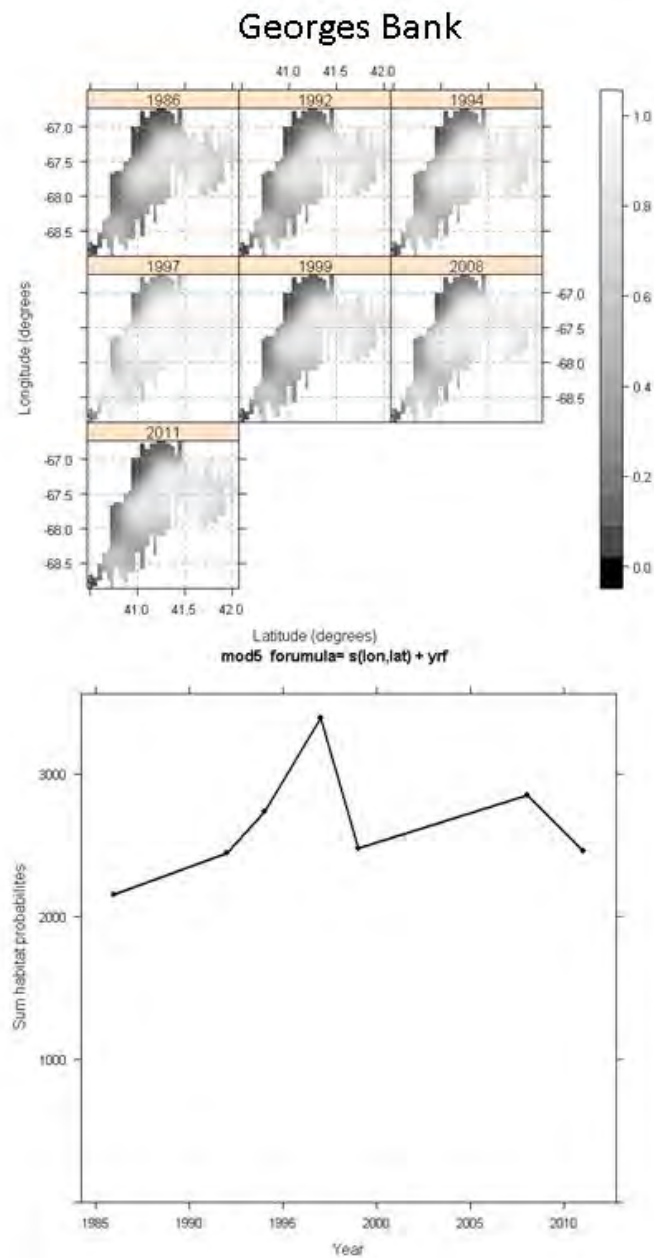 Georges Bank
41.0 41.5 42.0
1986 1992 1994
-67.0
-67.5
-68.0
-68.5
1997 1999 2008
-67.0
-67.5
-68.0
-68.5
2011
-67.0
-67.5
-68.0
-68.5
41.0 41.5 42.0
Longitude (degrees
Latitude (degrees)
1.0
0.8
0.6
0.4
0.2
0.0
mod5 forumula= s(lon,lat) + yrf
3000
2000
1000
Sum habitat probabilites
1985 1990 1995 2000 2005 2010
Year